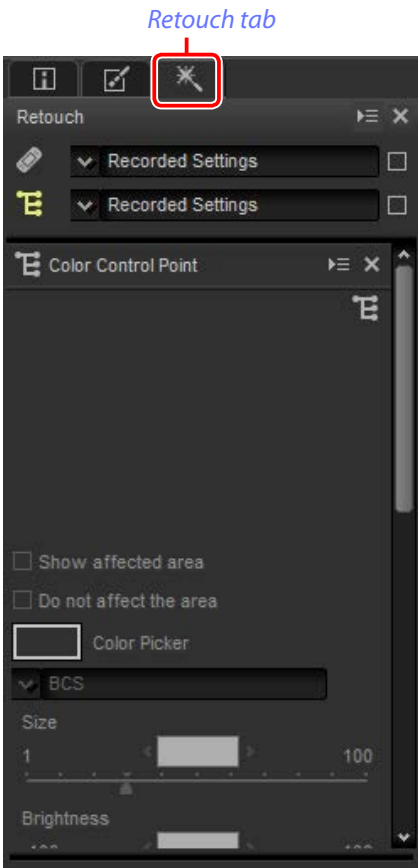 Retouch tab
Retouch
Recorded Settings
Recorded Settings
Color Control Point
Show affected area
Do not affect the area
Color Picker
BCS
Size
1 100
Brightness